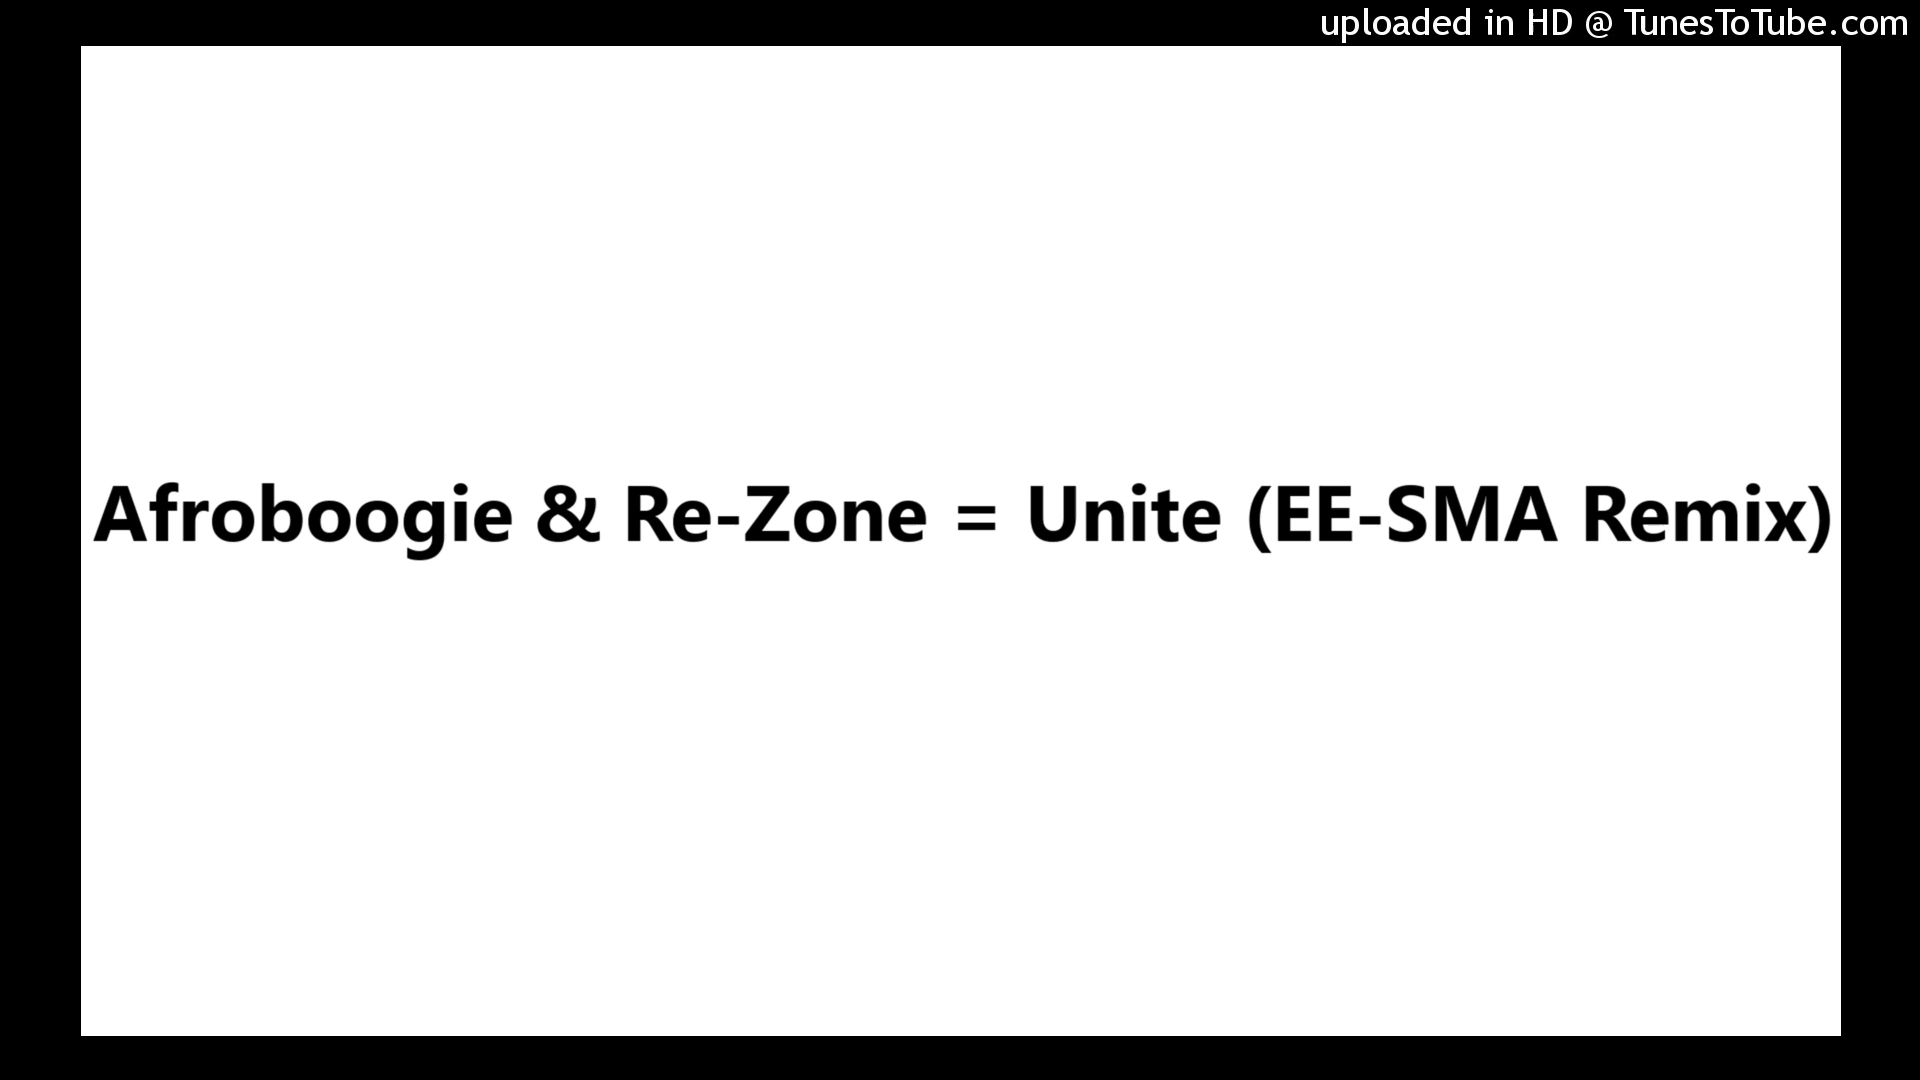 uploaded in HD @ TunesToTube.com
Afroboogie & Re-Zone = Unite (EE-SMA Remix)